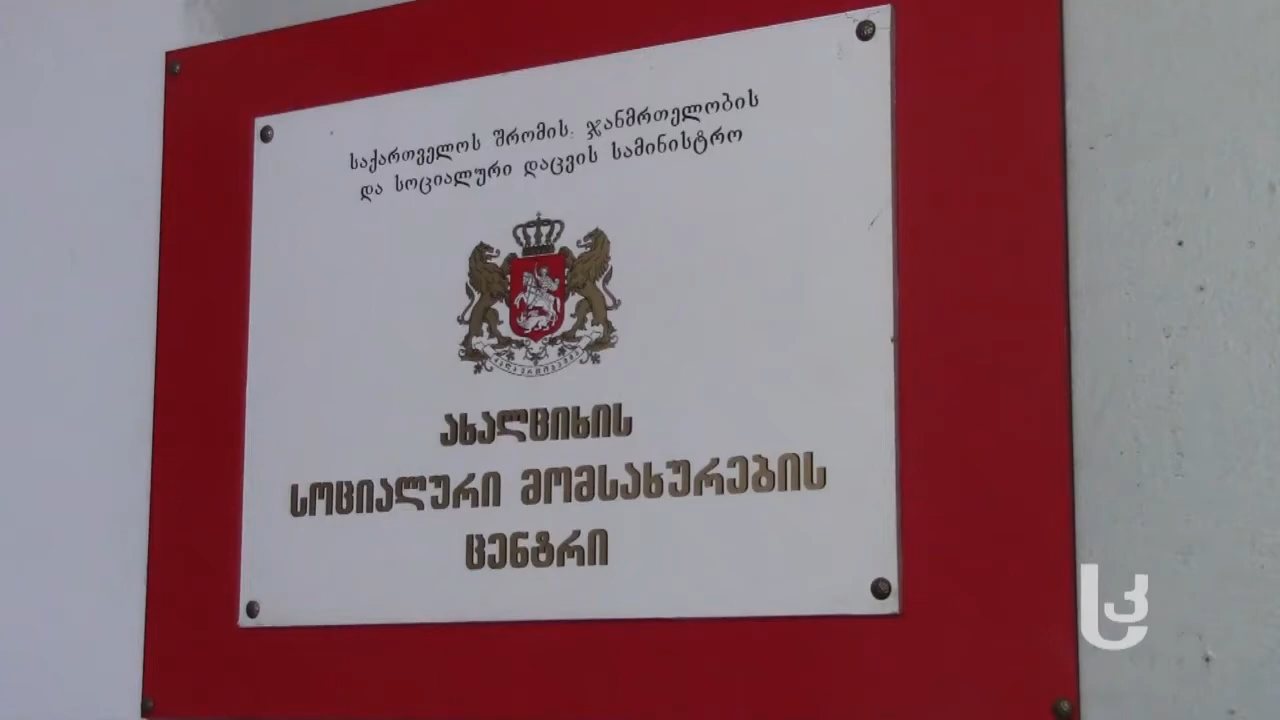 საქართველოს შრომის, ჯანმრთელობის
და სოციალური დაცვის სამინისტრო
ახალციხის
სოციალური მომსახურების
ცენტრი